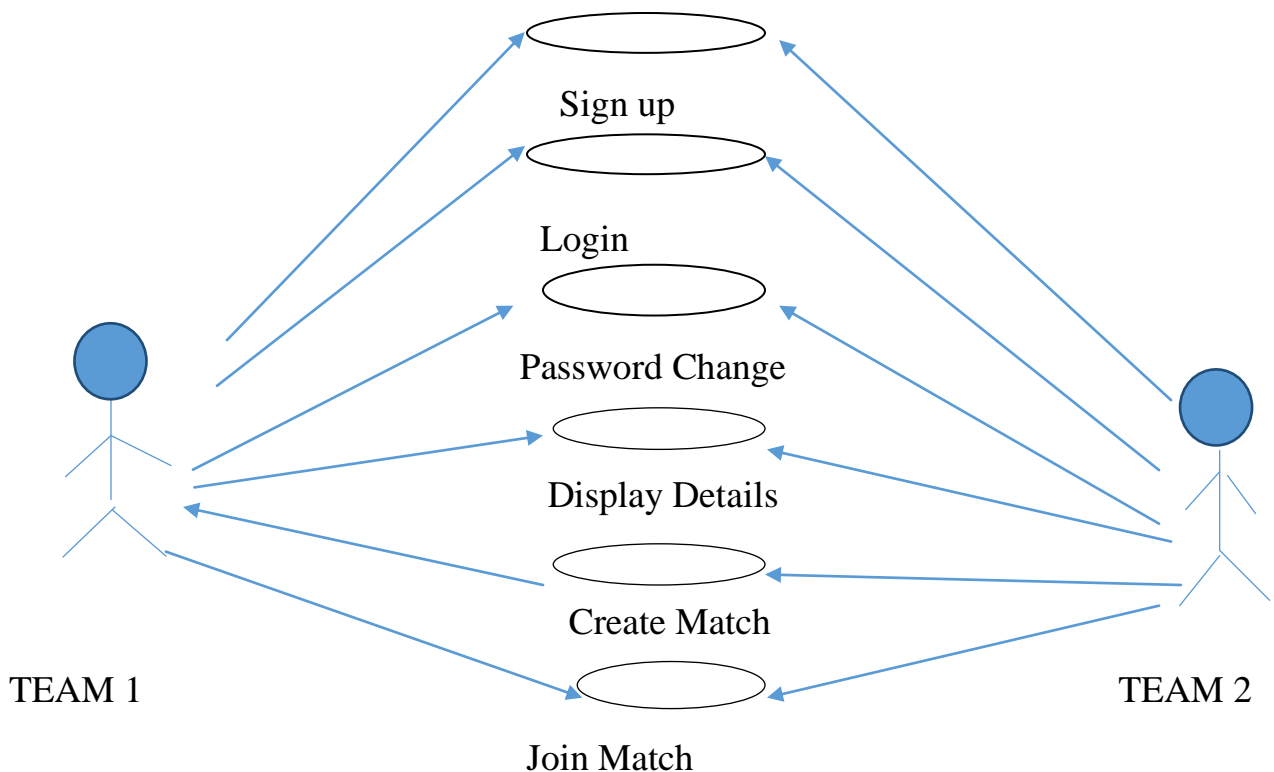 Sign up
Login
Password Change
Display Details
Create Match
TEAM 1
TEAM 2
Join Match